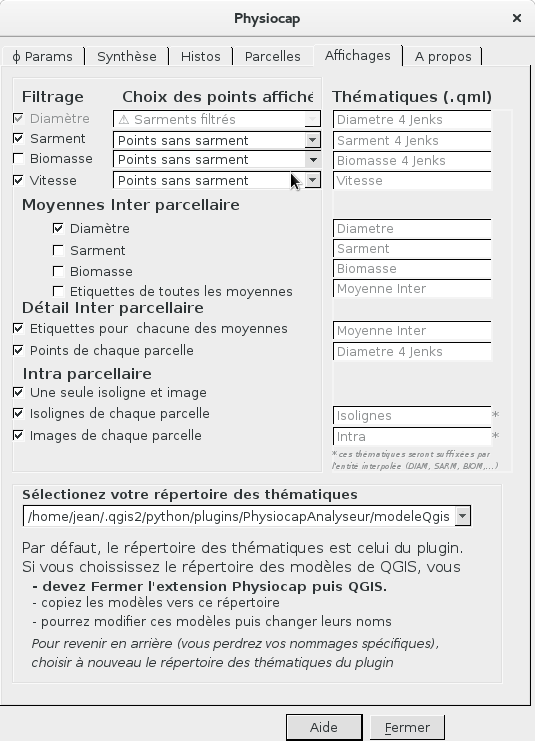 Physiocap
ϕ Params Synthèse Histos Parcelles Affichages A propos
Filtrage Choix des points affiché Thématiques (.qml)
Diamètre ⚠ Sarments filtrés Diametre 4 Jenks
Sarment Points sans sarment Sarment 4 Jenks
Biomasse Points sans sarment Biomasse 4 Jenks
Vitesse Points sans sarment Vitesse
Moyennes Inter parcellaire
Diamètre Diametre
Sarment Sarment
Biomasse Biomasse
Etiquettes de toutes les moyennes Moyenne Inter
Détail Inter parcellaire
Etiquettes pour chacune des moyennes Moyenne Inter
Points de chaque parcelle Diametre 4 Jenks
Intra parcellaire
Une seule isoligne et image
Isolignes de chaque parcelle Isolignes *
Images de chaque parcelle Intra *
* ces thématiques seront suffixées par
l'entité interpolée (DIAM, SARM, BIOM,...)
Sélectionez votre répertoire des thématiques
/home/jean/.qgis2/python/plugins/PhysiocapAnalyseur/modeleQgis
Par défaut, le répertoire des thématiques est celui du plugin.
Si vous choississez le répertoire des modèles de QGIS, vous
- devez Fermer l'extension Physiocap puis QGIS.
- copiez les modèles vers ce répertoire
- pourrez modifier ces modèles puis changer leurs noms
Pour revenir en arrière (vous perdrez vos nommages spécifiques),
choisir à nouveau le répertoire des thématiques du plugin
Aide Fermer